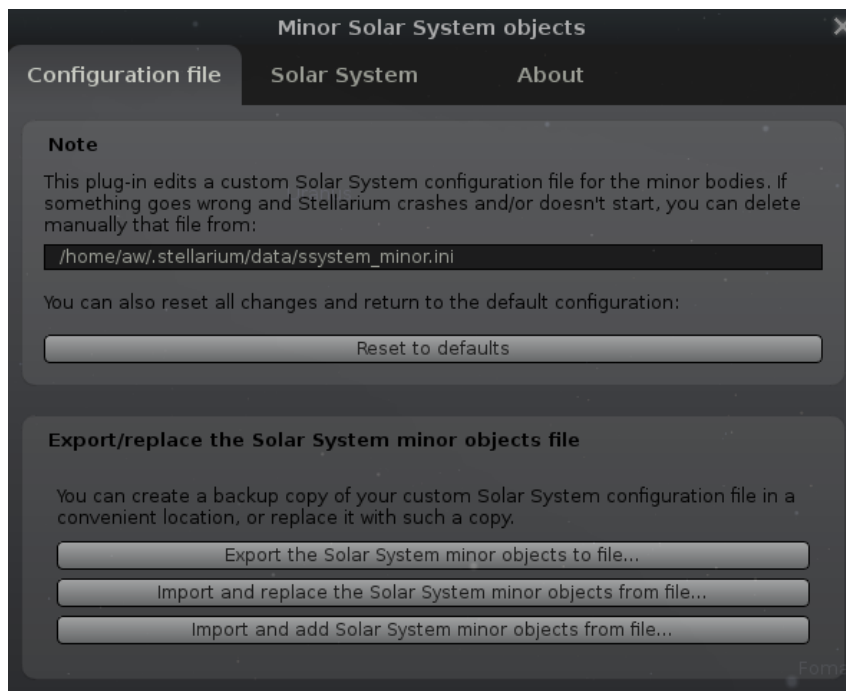 Minor Solar System objects
Configuration file
Solar System
About
Note
This plug-in edits a custom Solar System configuration file for the minor bodies. If
something goes wrong and Stellarium crashes and/or doesn't start, you can delete
manually that file from:
/home/aw/.stellarium/data/ssystem_minor.ini
You can also reset all changes and return to the default configuration:
Reset to defaults
Export/replace the Solar System minor objects file
You can create a backup copy of your custom Solar System configuration file in a
convenient location, or replace it with such a copy.
Export the Solar System minor objects to file...
Import and replace the Solar System minor objects from file...
Import and add Solar System minor objects from file...